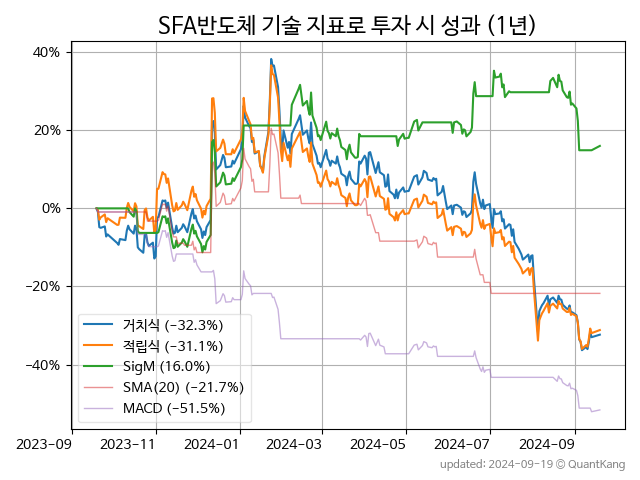 SFA반도체 기술 지표로 투자 시 성과 (1년)
40%
20%
0%
−20%
−40%
거치식 (−32.3%)
적립식 (−31.1%)
SigM (16.0%)
SMA(20) (−21.7%)
MACD (−51.5%)
2023-09 2023-11 2024-01 2024-03 2024-05 2024-07 2024-09
updated: 2024-09-19 @ QuantKang